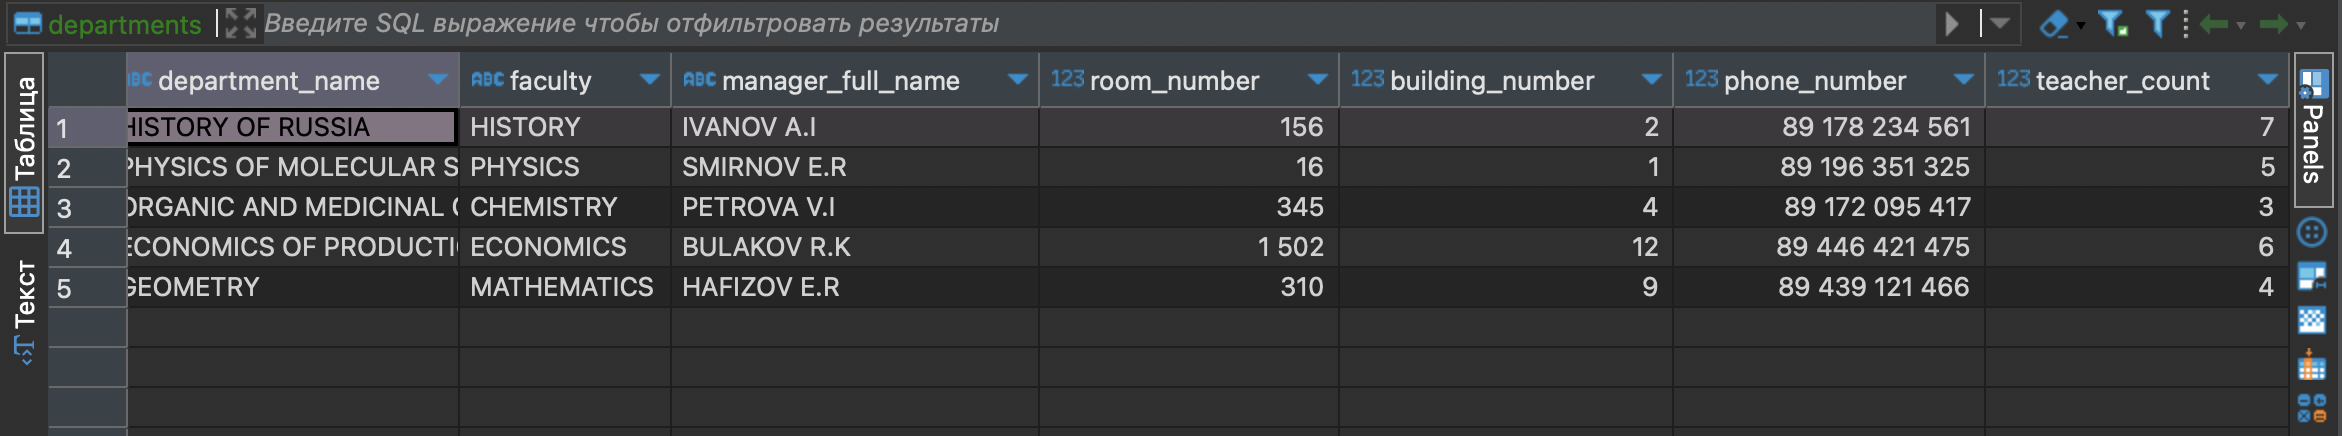 departments Введите SQL выражение чтобы отфильтровать результаты
Таблица
Текст
ABC department_name ABC faculty ABC manager_full_name 123 room_number 123 building_number 123 phone_number 123 teacher_count
1 HISTORY OF RUSSIA HISTORY IVANOV A.I 156 2 89 178 234 561 7
2 PHYSICS OF MOLECULAR S PHYSICS SMIRNOV E.R 16 1 89 196 351 325 5
3 ORGANIC AND MEDICINAL CHEMISTRY PETROVA V.I 345 4 89 172 095 417 3
4 ECONOMICS OF PRODUCTI ECONOMICS BULAKOV R.K 1 502 12 89 446 421 475 6
5 GEOMETRY MATHEMATICS HAFIZOV E.R 310 9 89 439 121 466 4
Panels